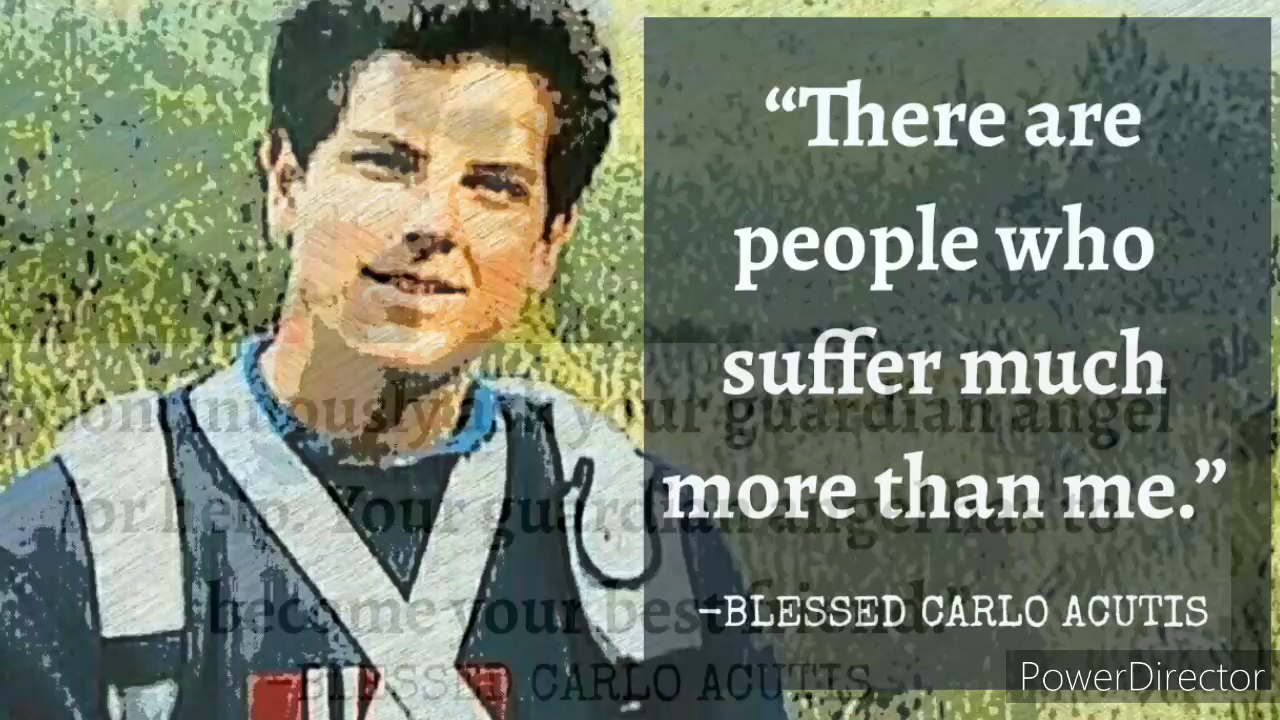 “There are
people who
suffer much
more than me.”
-BLESSED CARLO ACUTIS
continuously ask your guardian angel
for help. Your guardian angel has to
become your best friend.”
-BLESSED CARLO ACUTIS
PowerDirector